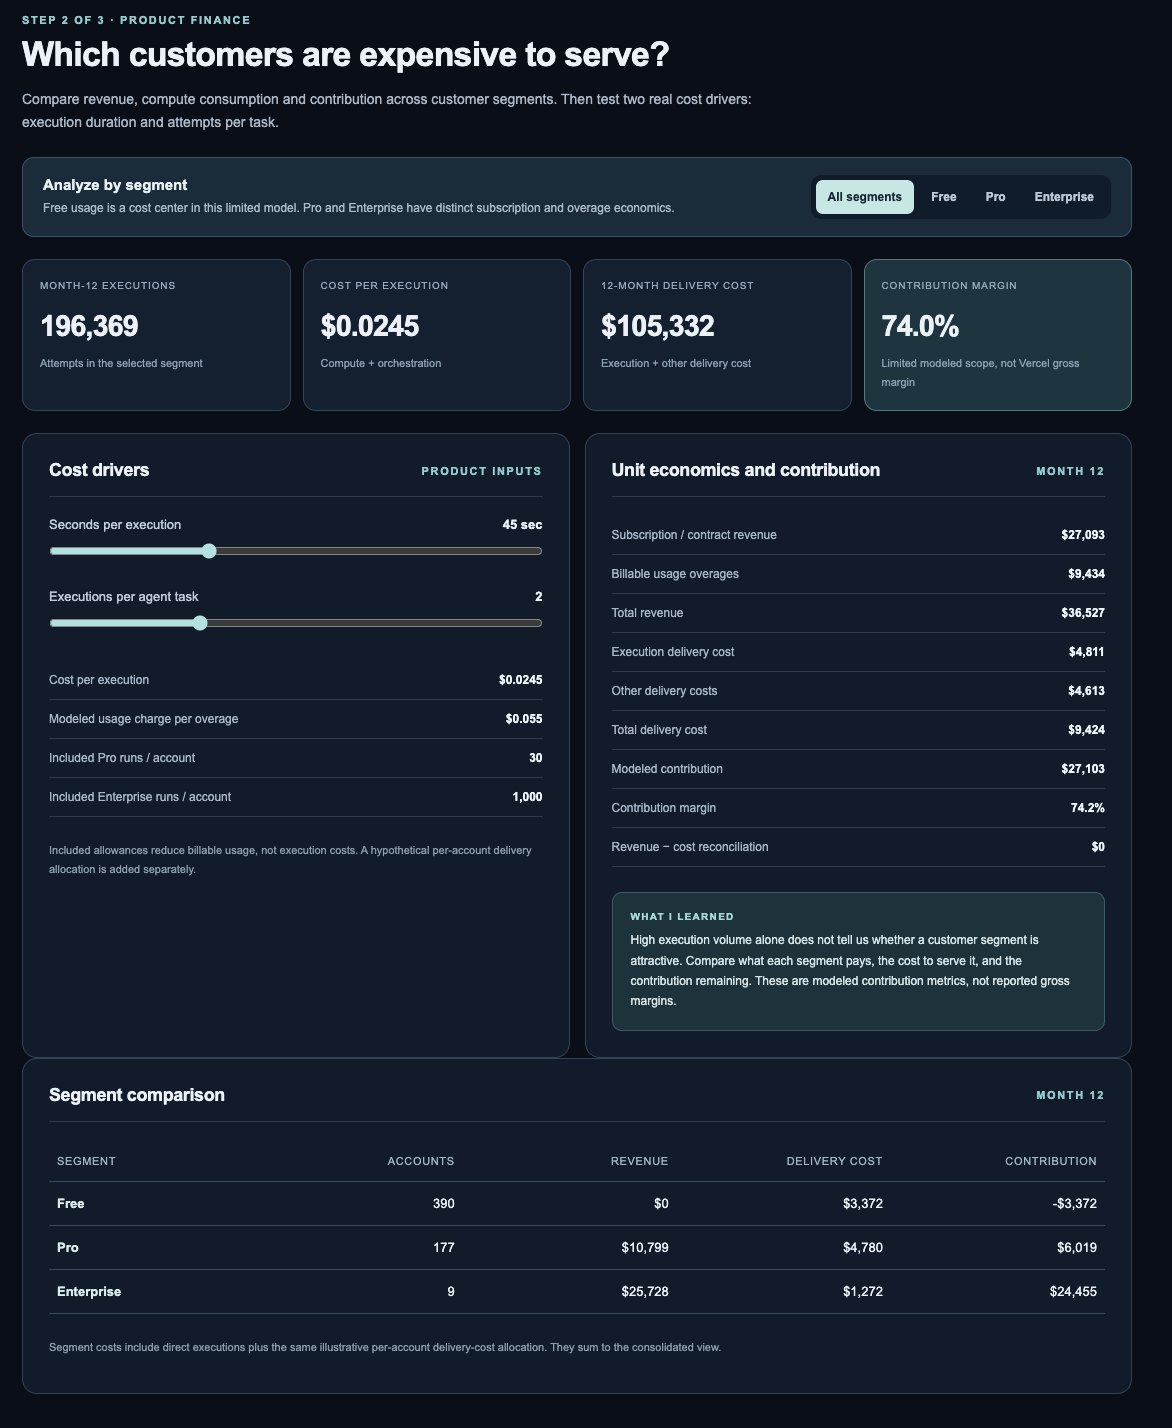 STEP 2 OF 3 · PRODUCT FINANCE
Which customers are expensive to serve?
Compare revenue, compute consumption and contribution across customer segments. Then test two real cost drivers:
execution duration and attempts per task.
Analyze by segment
Free usage is a cost center in this limited model. Pro and Enterprise have distinct subscription and overage economics.
All segments Free Pro Enterprise
MONTH-12 EXECUTIONS
196,369
Attempts in the selected segment
COST PER EXECUTION
$0.0245
Compute + orchestration
12-MONTH DELIVERY COST
$105,332
Execution + other delivery cost
CONTRIBUTION MARGIN
74.0%
Limited modeled scope, not Vercel gross
margin
Cost drivers PRODUCT INPUTS
Seconds per execution 45 sec
Executions per agent task 2
Cost per execution $0.0245
Modeled usage charge per overage $0.055
Included Pro runs / account 30
Included Enterprise runs / account 1,000
Included allowances reduce billable usage, not execution costs. A hypothetical per-account delivery
allocation is added separately.
Unit economics and contribution MONTH 12
Subscription / contract revenue $27,093
Billable usage overages $9,434
Total revenue $36,527
Execution delivery cost $4,811
Other delivery costs $4,613
Total delivery cost $9,424
Modeled contribution $27,103
Contribution margin 74.2%
Revenue − cost reconciliation $0
WHAT I LEARNED
High execution volume alone does not tell us whether a customer segment is
attractive. Compare what each segment pays, the cost to serve it, and the
contribution remaining. These are modeled contribution metrics, not reported gross
margins.
Segment comparison MONTH 12
SEGMENT ACCOUNTS REVENUE DELIVERY COST CONTRIBUTION
Free 390 $0 $3,372 -$3,372
Pro 177 $10,799 $4,780 $6,019
Enterprise 9 $25,728 $1,272 $24,455
Segment costs include direct executions plus the same illustrative per-account delivery-cost allocation. They sum to the consolidated view.